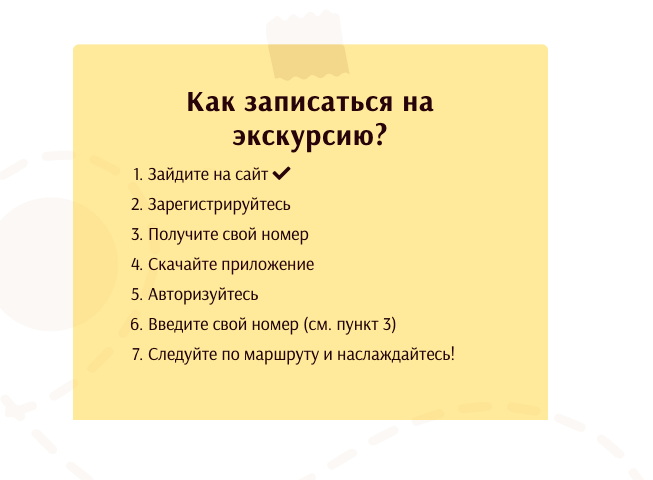 Как записаться на
экскурсию?
1. Зайдите на сайт ✔
2. Зарегистрируйтесь
3. Получите свой номер
4. Скачайте приложение
5. Авторизуйтесь
6. Введите свой номер (см. пункт 3)
7. Следуйте по маршруту и наслаждайтесь!